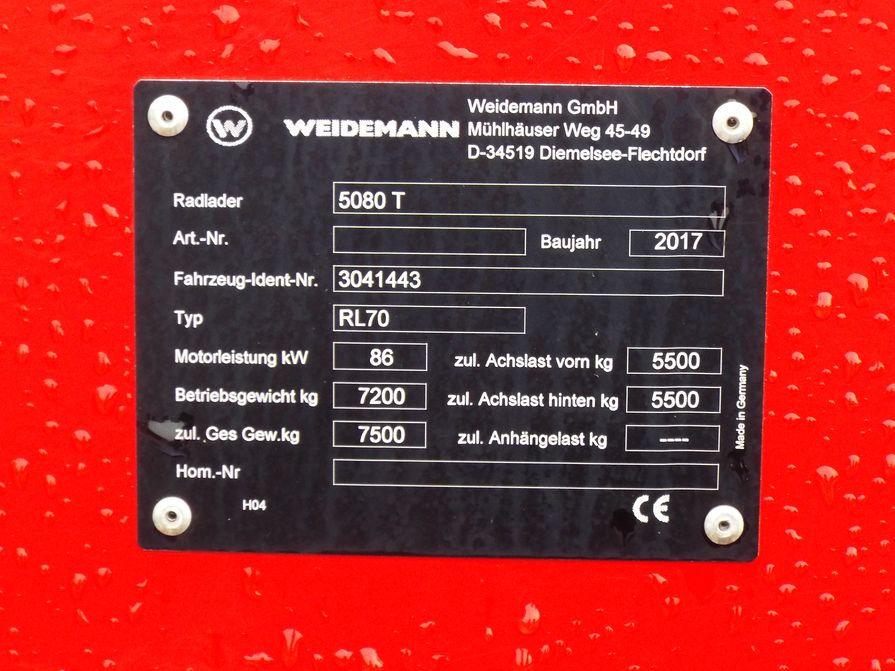 W WEIDEMANN
Weidemann GmbH
Mühlhäuser Weg 45-49
D-34519 Diemelsee-Flechtdorf
Radlader 5080 T
Art.-Nr. Baujahr 2017
Fahrzeug-Ident-Nr. 3041443
Typ RL70
Motorleistung kW 86 zul. Achslast vorn kg 5500
Betriebsgewicht kg 7200 zul. Achslast hinten kg 5500
zul. Ges Gew.kg 7500 zul. Anhängelast kg ----
Hom.-Nr
H04 CE
Made in Germany